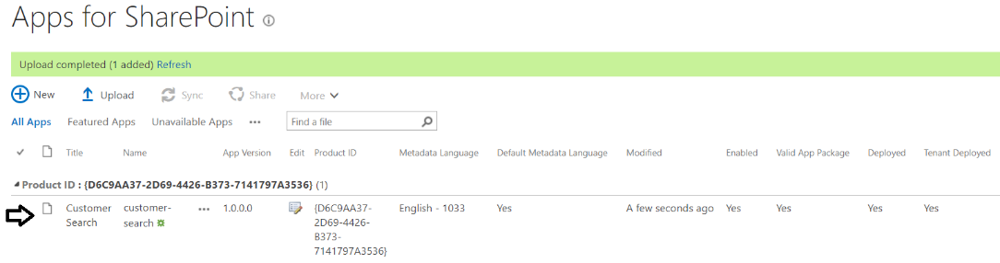 Apps for SharePoint
Upload completed (1 added) Refresh
New Upload Sync Share More
All Apps Featured Apps Unavailable Apps ••• Find a file
Title Name App Version Edit Product ID Metadata Language Default Metadata Language Modified Enabled Valid App Package Deployed Tenant Deployed
Product ID : {D6C9AA37-2D69-4426-B373-7141797A3536} (1)
Customer customer- ••• 1.0.0.0 {D6C9AA37- English - 1033 Yes A few seconds ago Yes Yes Yes Yes
Search search 2D69-4426-
B373-
7141797A3536}